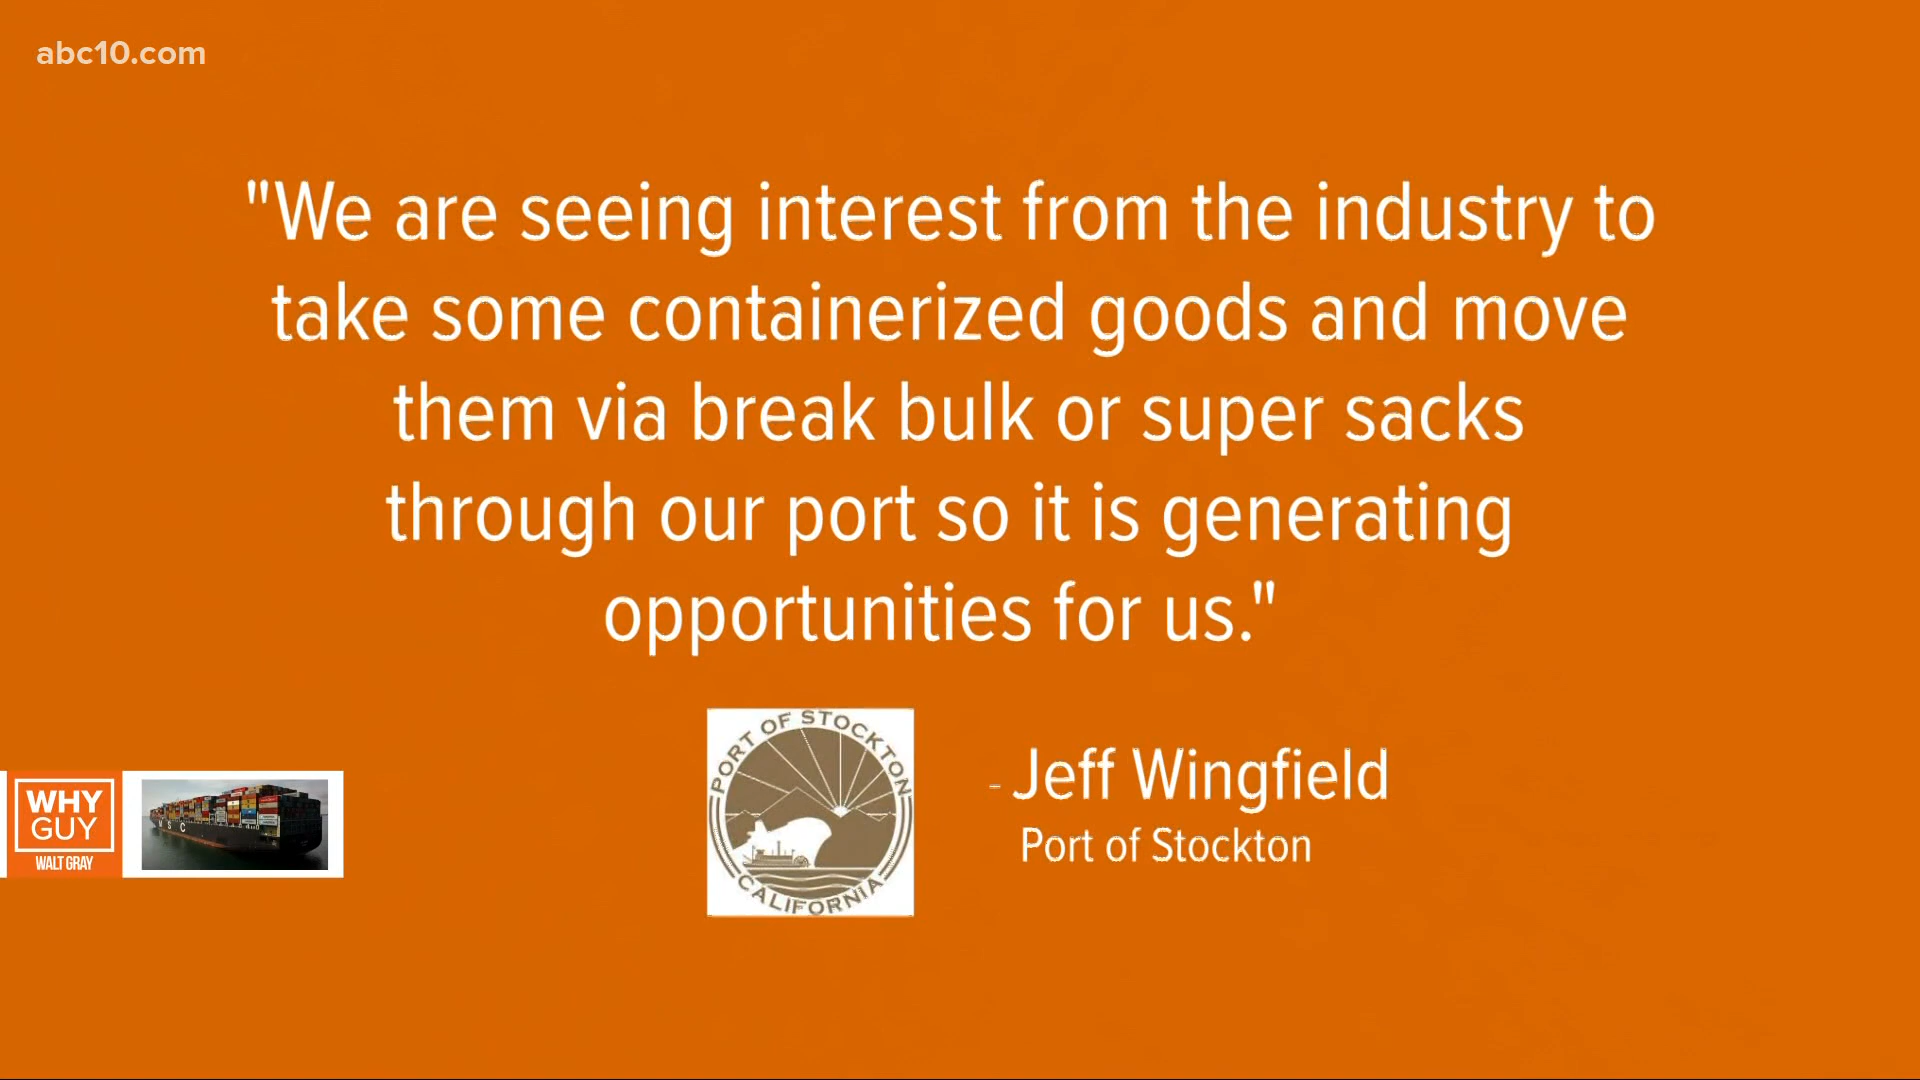 abc10.com
"We are seeing interest from the industry to
take some containerized goods and move
them via break bulk or super sacks
through our port so it is generating
opportunities for us."
PORT OF STOCKTON
CALIFORNIA
- Jeff Wingfield
Port of Stockton
WHY
GUY
WALT GRAY
M S C